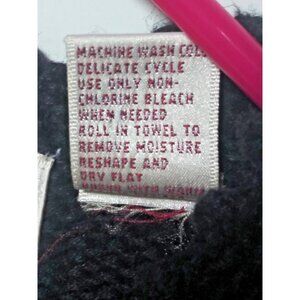 MACHINE WASH COLD
DELICATE CYCLE
USE ONLY NON-
CHLORINE BLEACH
WHEN NEEDED
ROLL IN TOWEL TO
REMOVE MOISTURE
RESHAPE AND
DRY FLAT
WITH